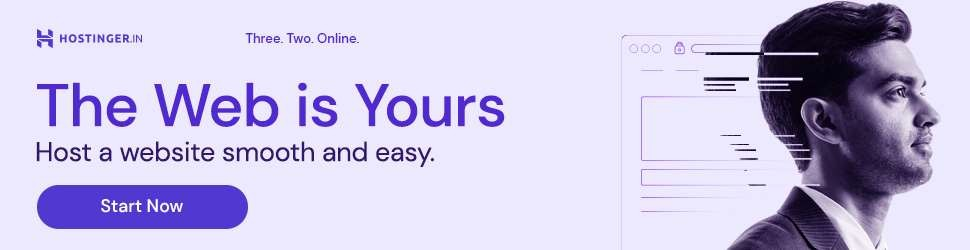 HOSTINGER.IN
Three. Two. Online.
The Web is Yours
Host a website smooth and easy.
Start Now